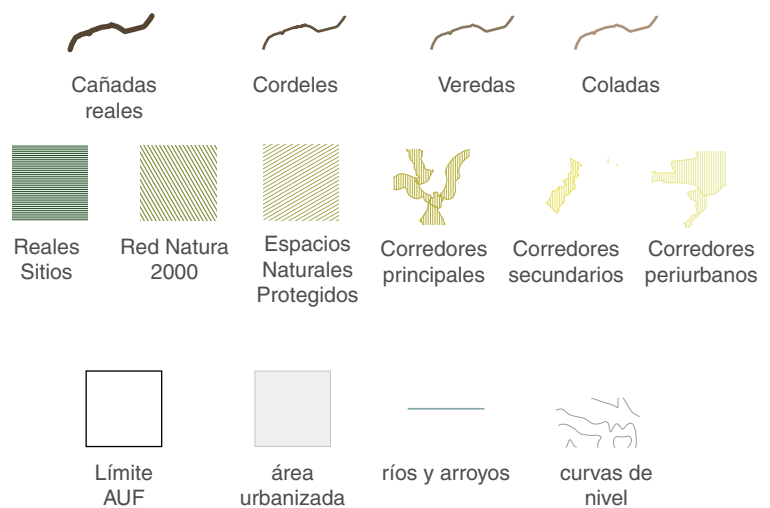 Cañadas
reales
Cordeles
Veredas
Coladas
Reales
Sitios
Red Natura
2000
Espacios
Naturales
Protegidos
Corredores
principales
Corredores
secundarios
Corredores
periurbanos
Límite
AUF
área
urbanizada
ríos y arroyos
curvas de
nivel